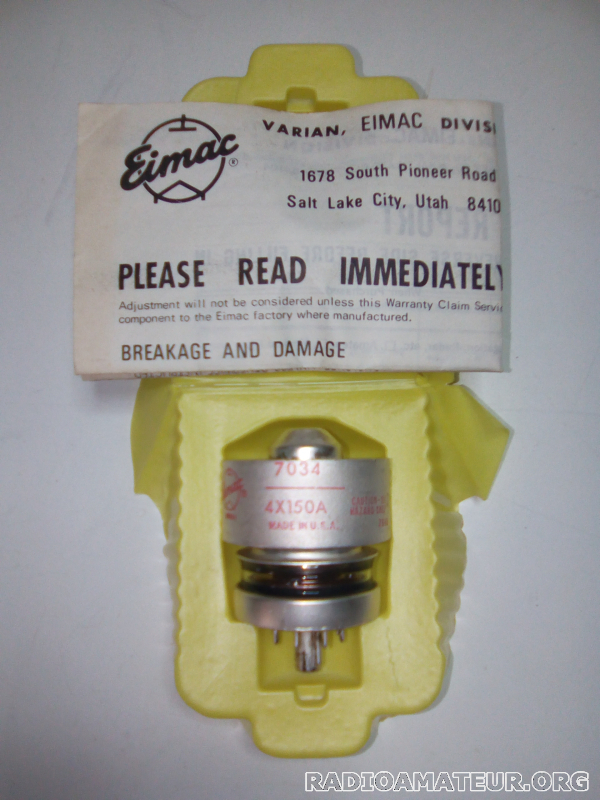 Eimac ®
VARIAN, EIMAC DIVISI
1678 South Pioneer Road
Salt Lake City, Utah 8410
REPORT
PLEASE READ IMMEDIATELY
Adjustment will not be considered unless this Warranty Claim Servic
component to the Eimac factory where manufactured.
BREAKAGE AND DAMAGE
7034
4X150A
MADE IN U.S.A.
RADIOAMATEUR.ORG